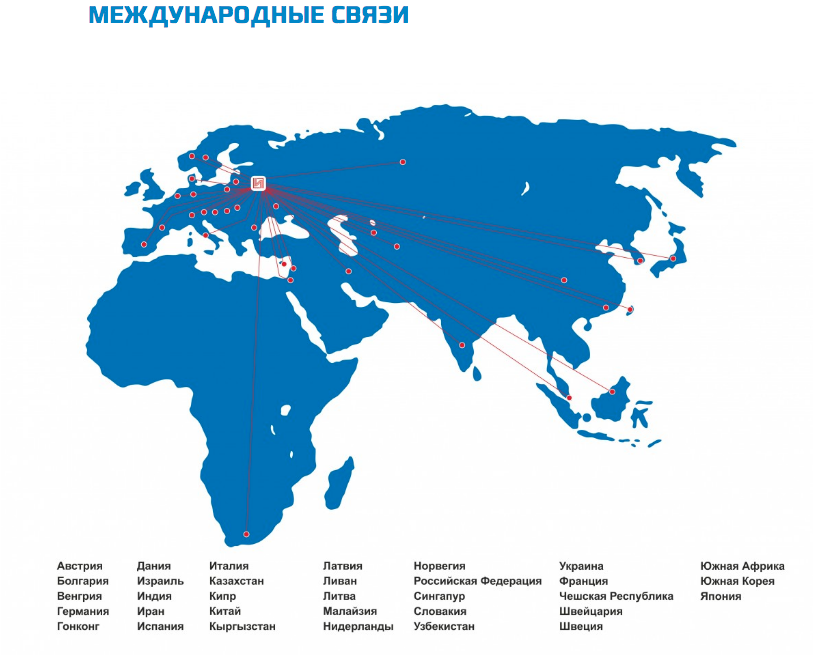 МЕЖДУНАРОДНЫЕ СВЯЗИ
Австрия
Болгария
Венгрия
Германия
Гонконг
Дания
Израиль
Индия
Иран
Испания
Италия
Казахстан
Кипр
Китай
Кыргызстан
Латвия
Ливан
Литва
Малайзия
Нидерланды
Норвегия
Российская Федерация
Сингапур
Словакия
Узбекистан
Украина
Франция
Чешская Республика
Швейцария
Швеция
Южная Африка
Южная Корея
Япония